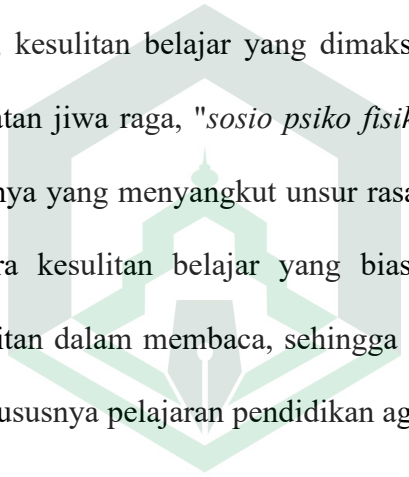 kesulitan belajar yang dimaks
tan jiwa raga, "sosio psiko fisik
nya yang menyangkut unsur rasa
ra kesulitan belajar yang bias
itan dalam membaca, sehingga
ususnya pelajaran pendidikan ag